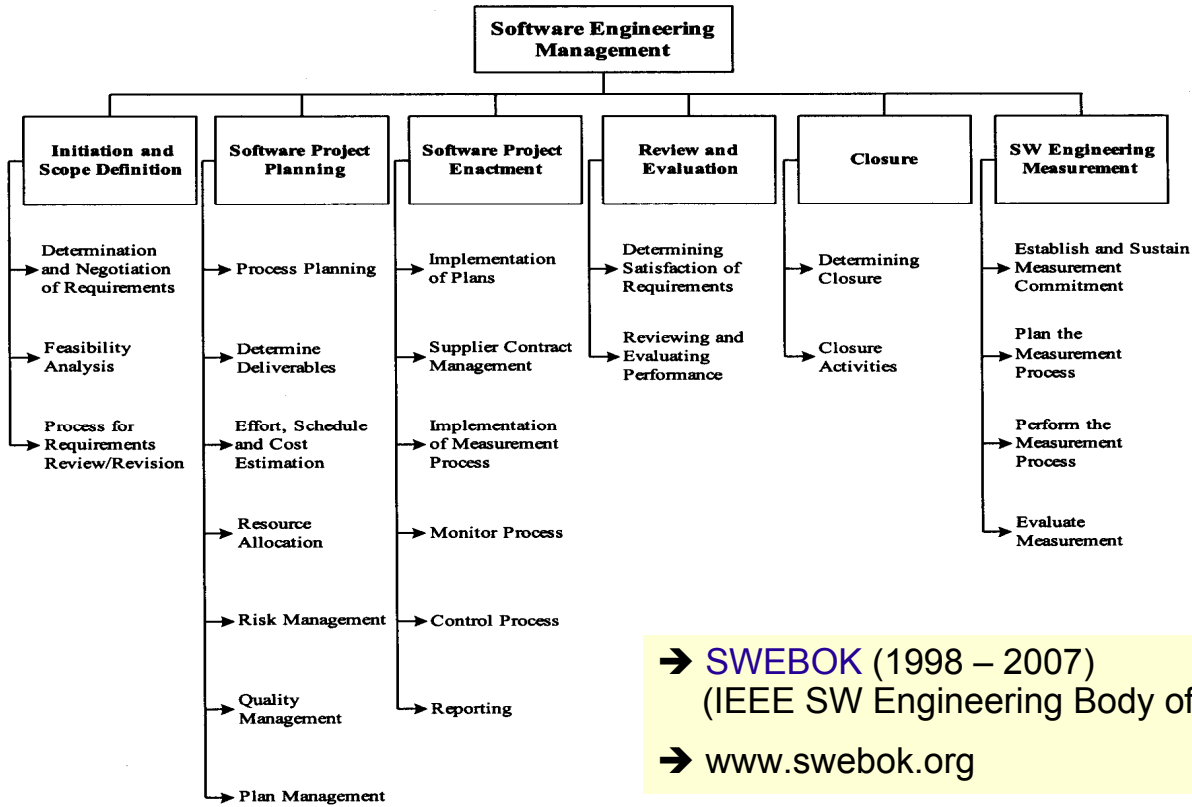 Software Engineering
Management
Initiation and
Scope Definition
Determination
and Negotiation
of Requirements
Feasibility
Analysis
Process for
Requirements
Review/Revision
Software Project
Planning
Process Planning
Determine
Deliverables
Effort, Schedule
and Cost
Estimation
Resource
Allocation
Risk Management
Quality
Management
Plan Management
Software Project
Enactment
Implementation
of Plans
Supplier Contract
Management
Implementation
of Measurement
Process
Monitor Process
Control Process
Reporting
Review and
Evaluation
Determining
Satisfaction of
Requirements
Reviewing and
Evaluating
Performance
Closure
Determining
Closure
Closure
Activities
SW Engineering
Measurement
Establish and Sustain
Measurement
Commitment
Plan the
Measurement
Process
Perform the
Measurement
Process
Evaluate
Measurement
➔ SWEBOK (1998 – 2007)
(IEEE SW Engineering Body of
➔ www.swebok.org